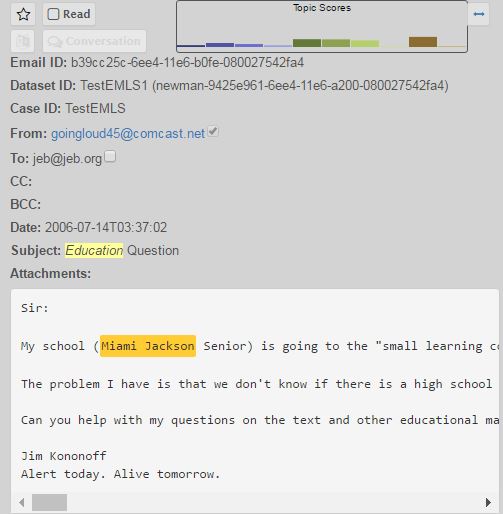 Topic Scores
Read
Conversation
Email ID: b39cc25c-6ee4-11e6-b0fe-080027542fa4
Dataset ID: TestEMLS1 (newman-9425e961-6ee4-11e6-a200-080027542fa4)
Case ID: TestEMLS
From: goingloud45@comcast.net
To: jeb@jeb.org
CC:
BCC:
Date: 2006-07-14T03:37:02
Subject: Education Question
Attachments:
Sir:
My school (Miami Jackson Senior) is going to the "small learning c
The problem I have is that we don't know if there is a high school
Can you help with my questions on the text and other educational ma
Jim Kononoff
Alert today. Alive tomorrow.